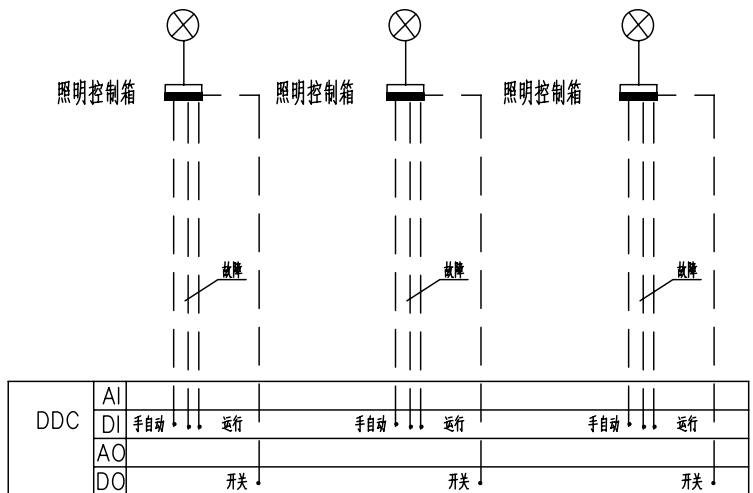 照明控制箱 照明控制箱 照明控制箱
故障 故障 故障
DDC
AI
DI 手自动 运行 手自动 运行 手自动 运行
AO
DO 开关 开关 开关